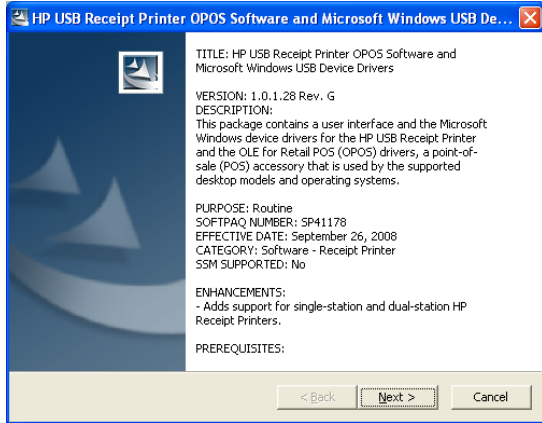 HP USB Receipt Printer OPOS Software and Microsoft Windows USB De...
TITLE: HP USB Receipt Printer OPOS Software and
Microsoft Windows USB Device Drivers
VERSION: 1.0.1.28 Rev. G
DESCRIPTION:
This package contains a user interface and the Microsoft
Windows device drivers for the HP USB Receipt Printer
and the OLE for Retail POS (OPOS) drivers, a point-of-
sale (POS) accessory that is used by the supported
desktop models and operating systems.
PURPOSE: Routine
SOFTPAQ NUMBER: SP41178
EFFECTIVE DATE: September 26, 2008
CATEGORY: Software - Receipt Printer
SSM SUPPORTED: No
ENHANCEMENTS:
- Adds support for single-station and dual-station HP
Receipt Printers.
PREREQUISITES:
< Back Next > Cancel